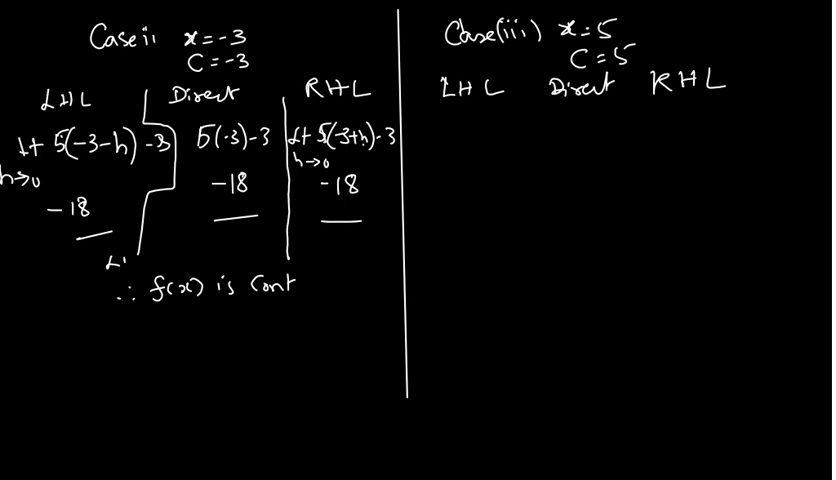 Case ii x = -3
C = -3
LHL Direct RHL
Lt 5(-3-h) -3 5(-3)-3 Lt 5(-3+h)-3
h→0 h→0
-18 -18 -18
∴ f(x) is Cont
Case(iii) x = 5
C = 5
LHL Direct RHL